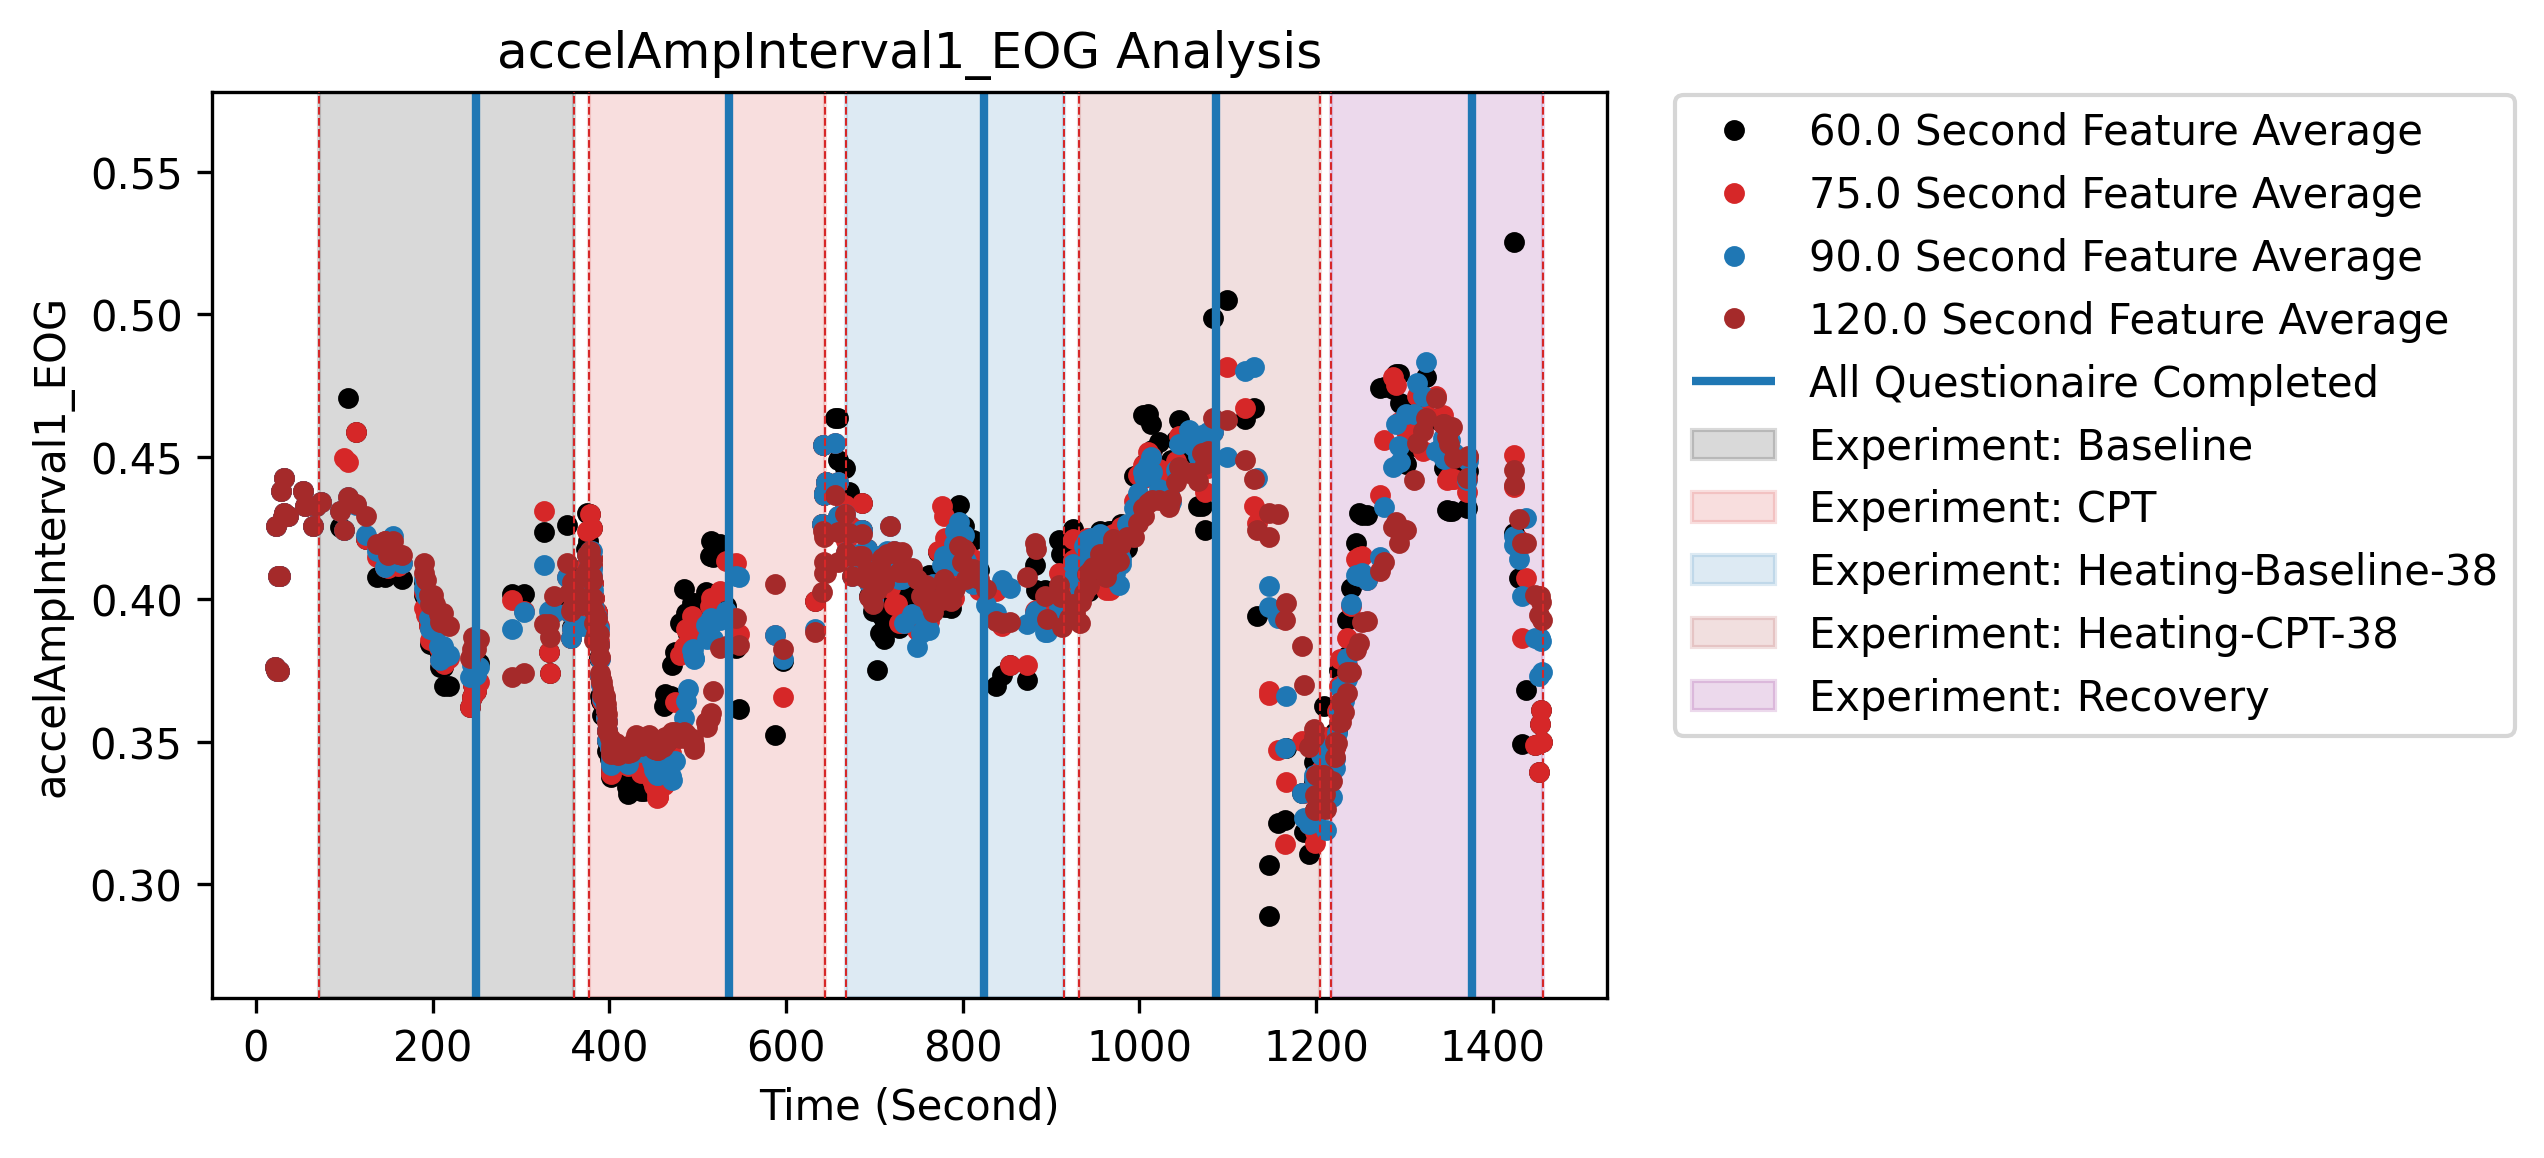 accelAmpInterval1_EOG Analysis
accelAmpInterval1_EOG
0.55
0.50
0.45
0.40
0.35
0.30
0 200 400 600 800 1000 1200 1400
Time (Second)
60.0 Second Feature Average
75.0 Second Feature Average
90.0 Second Feature Average
120.0 Second Feature Average
All Questionaire Completed
Experiment: Baseline
Experiment: CPT
Experiment: Heating-Baseline-38
Experiment: Heating-CPT-38
Experiment: Recovery